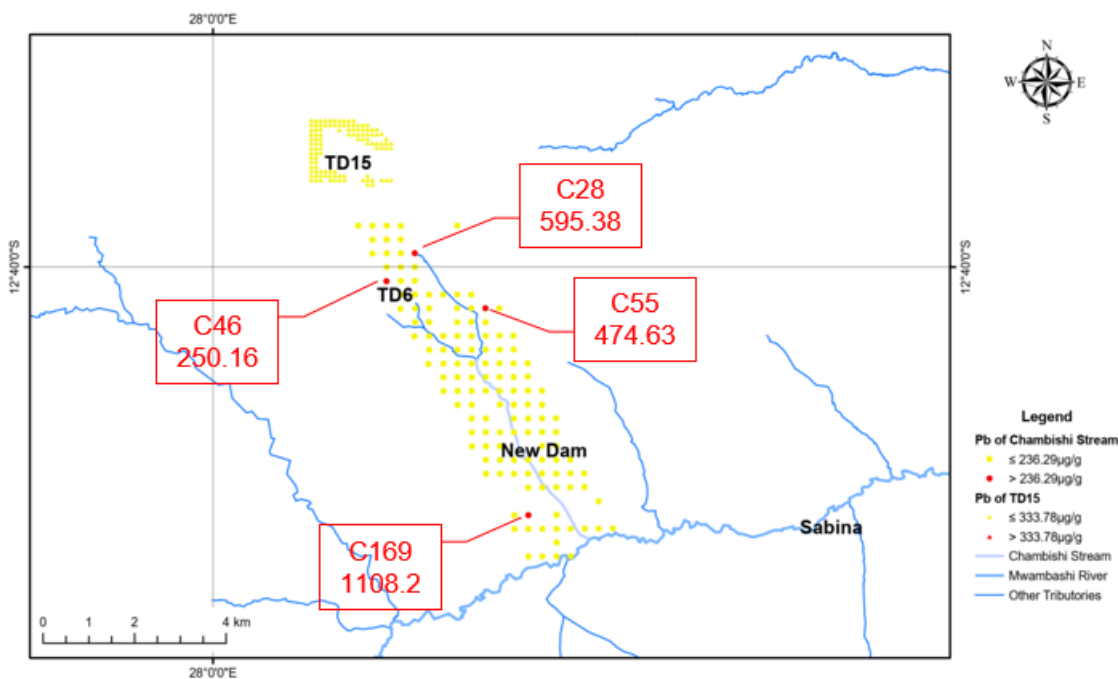 28°0'0"E
N
W E
S
TD15
C28
595.38
12°40'0"S
12°40'0"S
TD6
C55
474.63
C46
250.16
Legend
Pb of Chambishi Stream
≤ 236.29µg/g
> 236.29µg/g
Pb of TD15
≤ 333.78µg/g
> 333.78µg/g
Chambishi Stream
Mwambashi River
Other Tributories
New Dam
Sabina
C169
1108.2
0 1 2 4 km
28°0'0"E